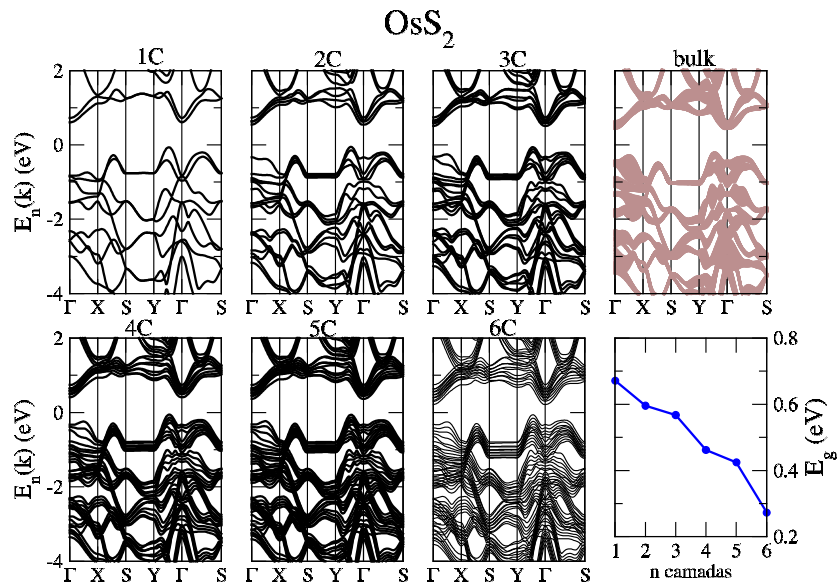 OsS2
1C 2C 3C bulk
2
0
-2
-4
En(k) (eV)
Γ X S Y Γ S
Γ X S Y Γ S
Γ X S Y Γ S
Γ X S Y Γ S
4C 5C 6C
2
0
-2
-4
En(k) (eV)
Γ X S Y Γ S
Γ X S Y Γ S
Γ X S Y Γ S
0.8
0.6
0.4
0.2
Eg (eV)
1 2 3 4 5 6
n camadas